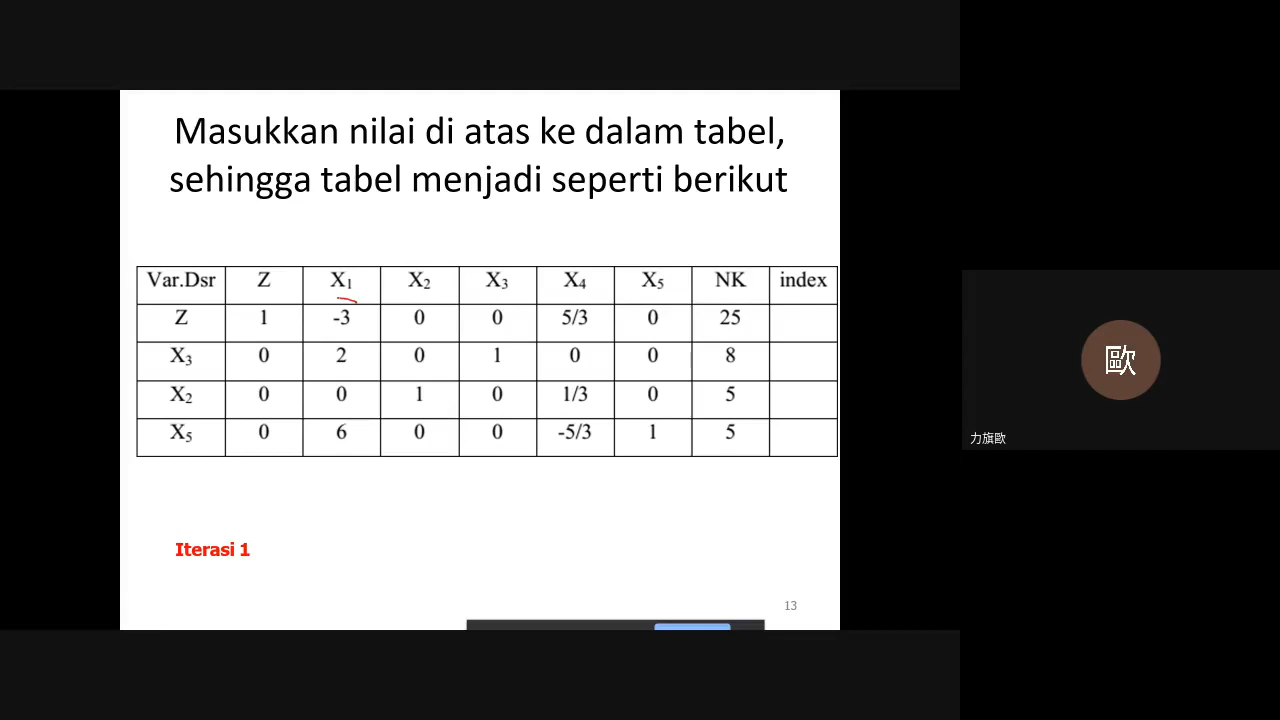 Masukkan nilai di atas ke dalam tabel,
sehingga tabel menjadi seperti berikut
Var.Dsr Z X₁ X₂ X₃ X₄ X₅ NK index
Z 1 -3 0 0 5/3 0 25
X₃ 0 2 0 1 0 0 8
X₂ 0 0 1 0 1/3 0 5
X₅ 0 6 0 0 -5/3 1 5
Iterasi 1
13
歐
力旗歐